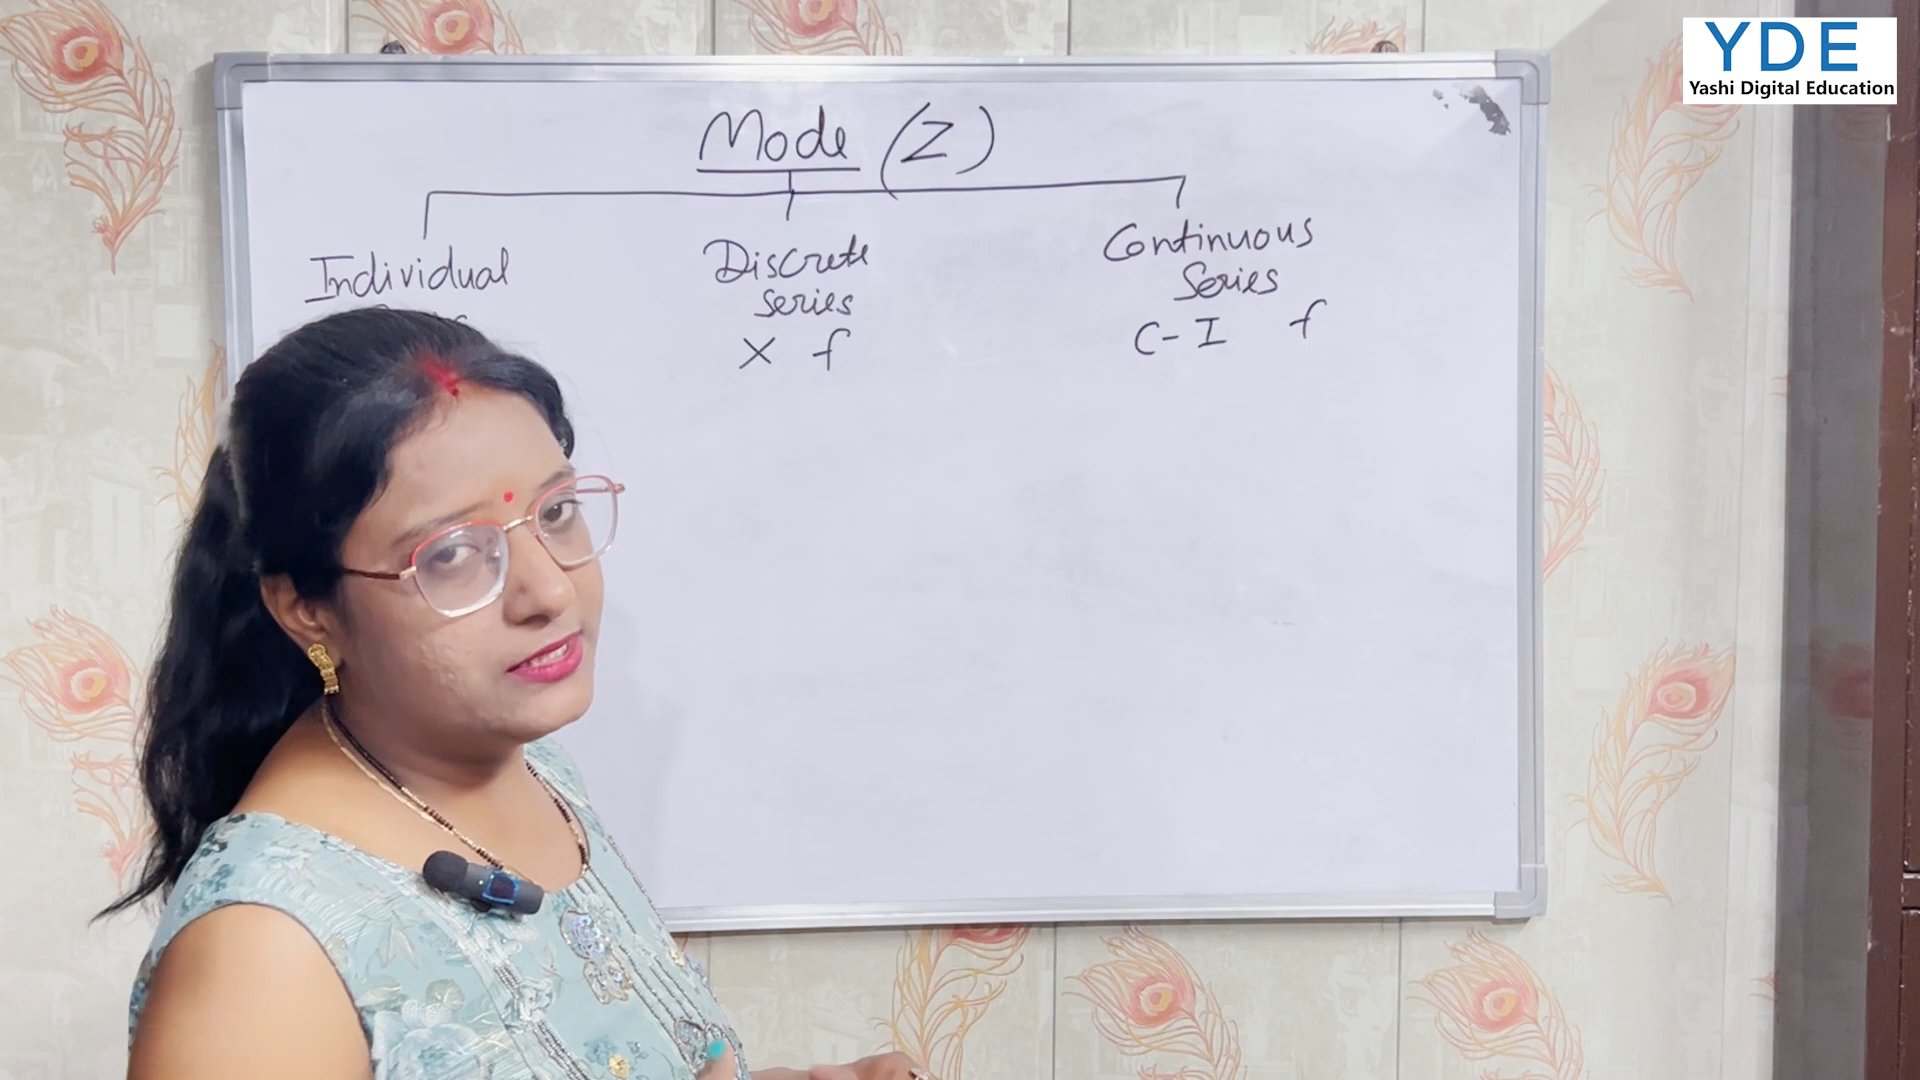 YDE
Yashi Digital Education
Mode (Z)
Individual
Discrete
series
X f
Continuous
Series
C-I f